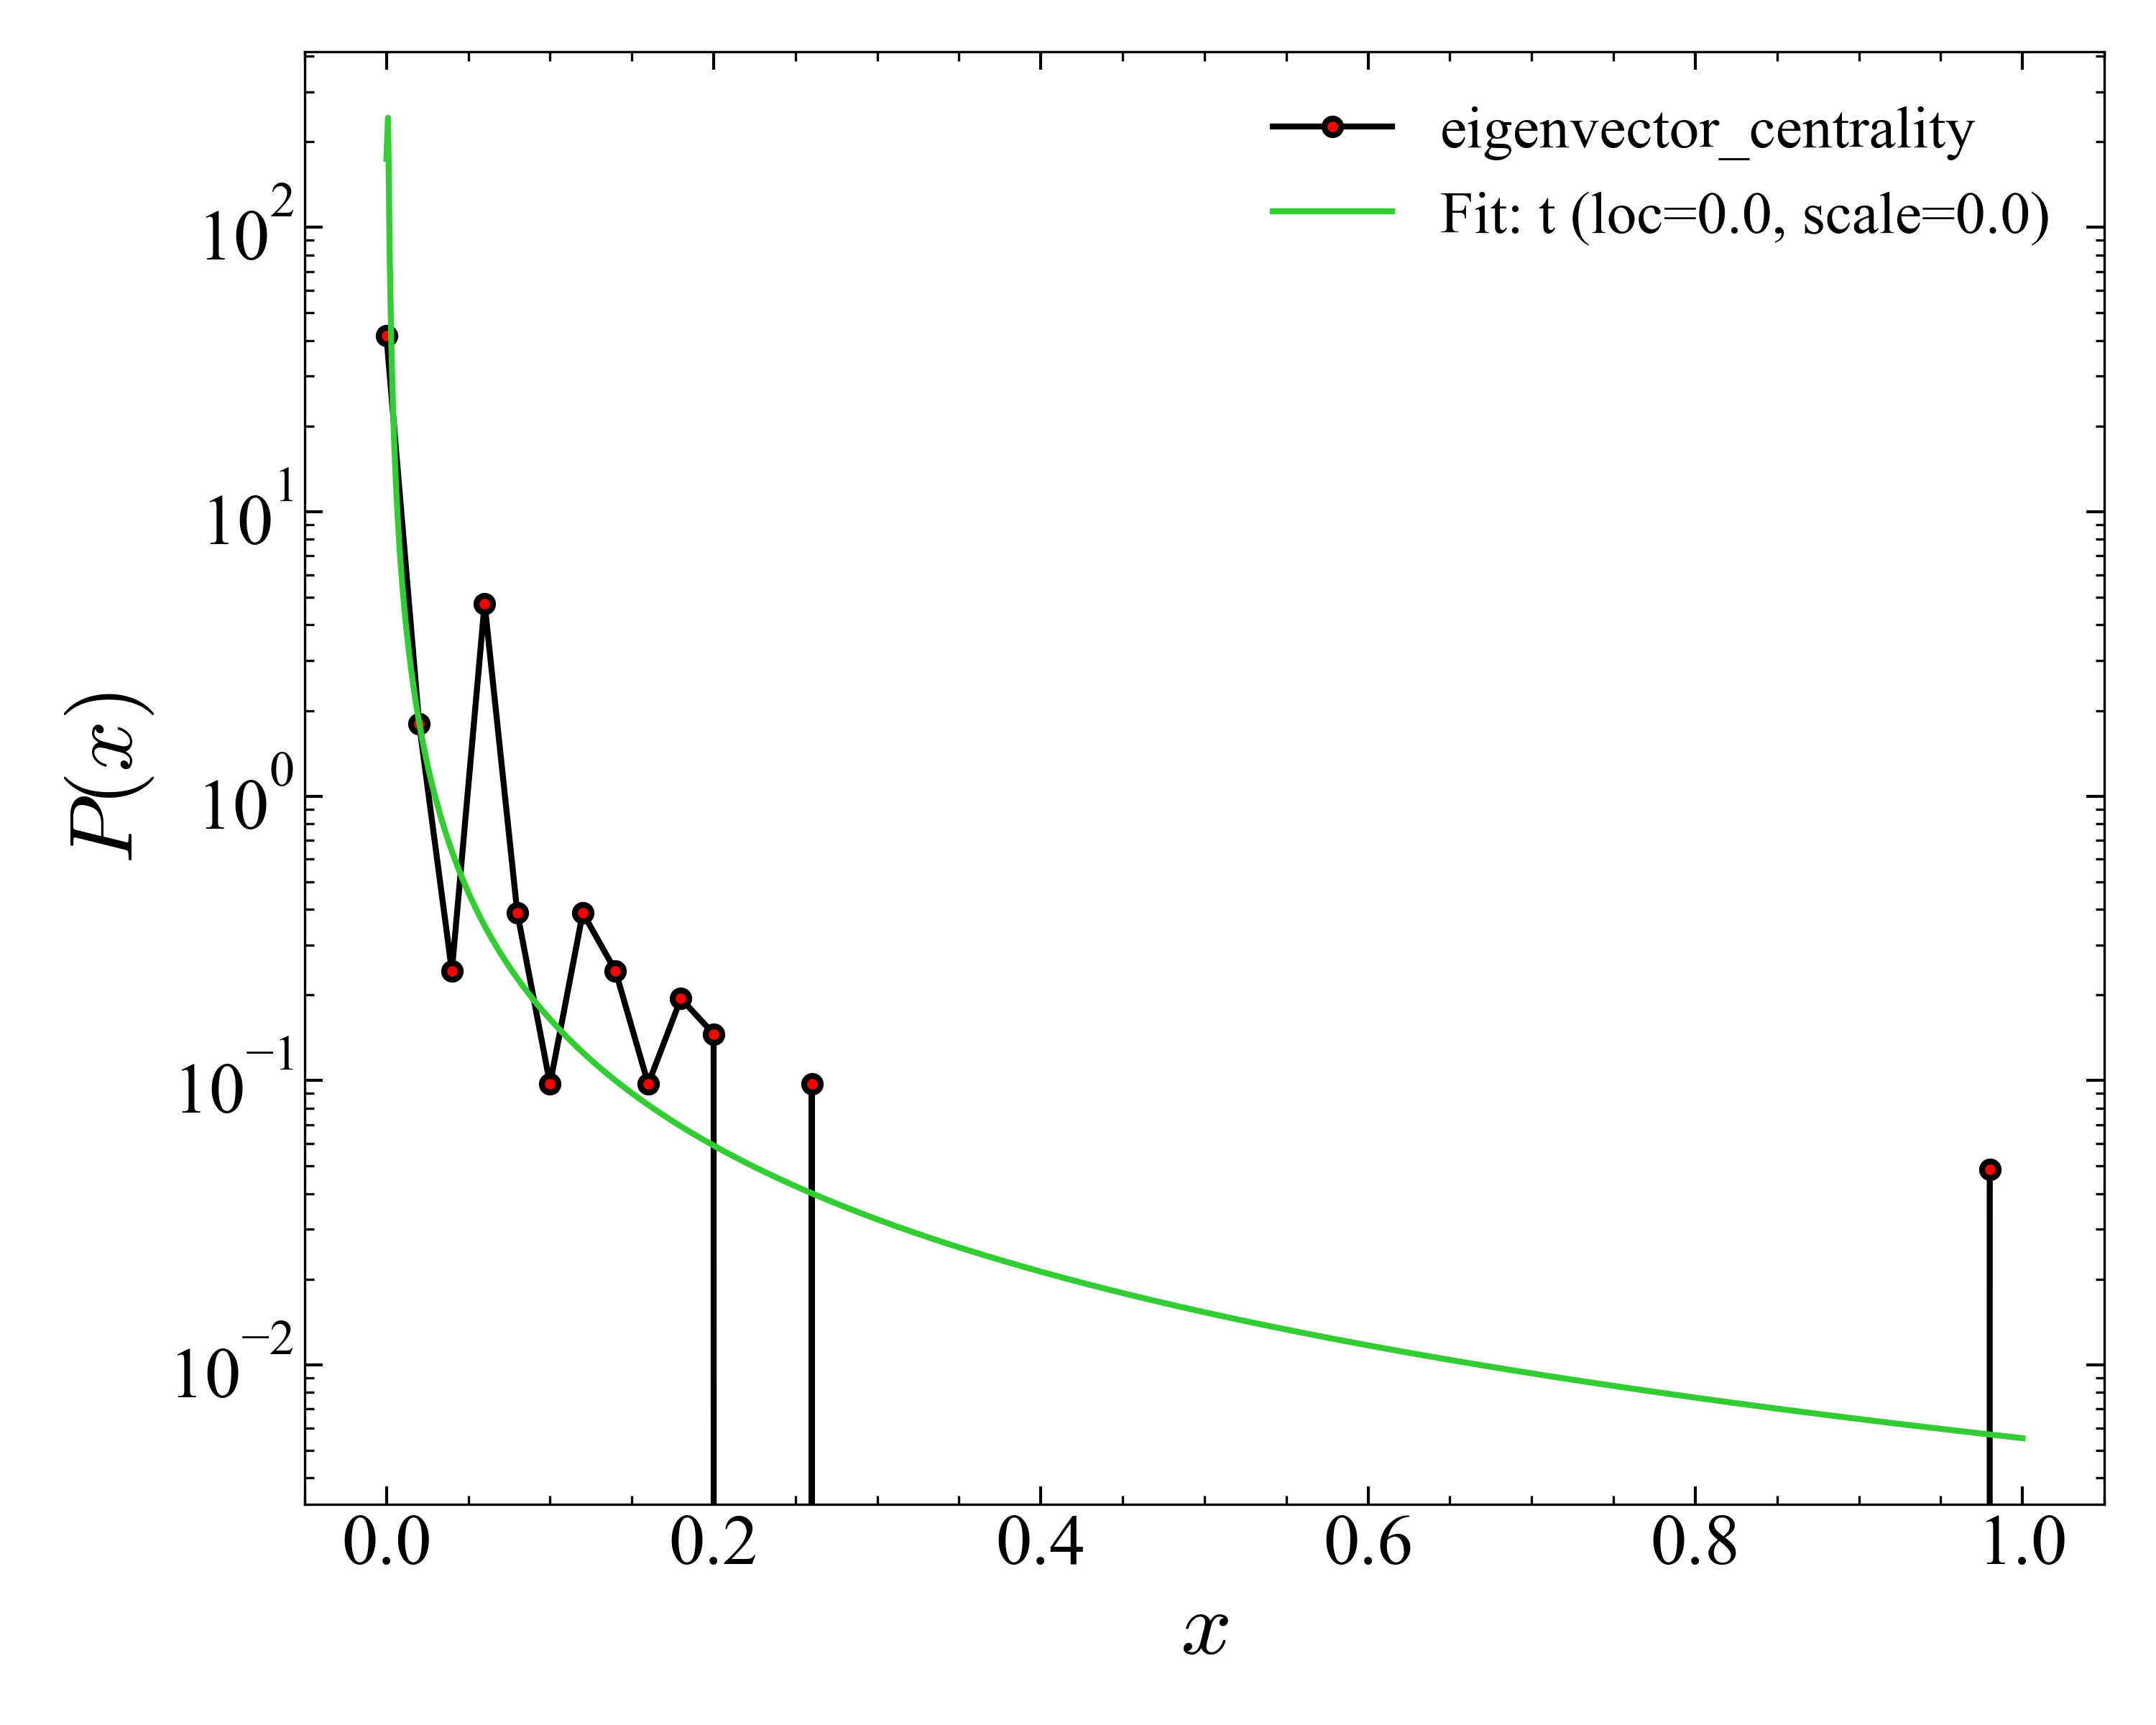 eigenvector_centrality
Fit: t (loc=0.0, scale=0.0)
10^2
10^1
10^0
10^−1
10^−2
P(x)
0.0 0.2 0.4 0.6 0.8 1.0
x